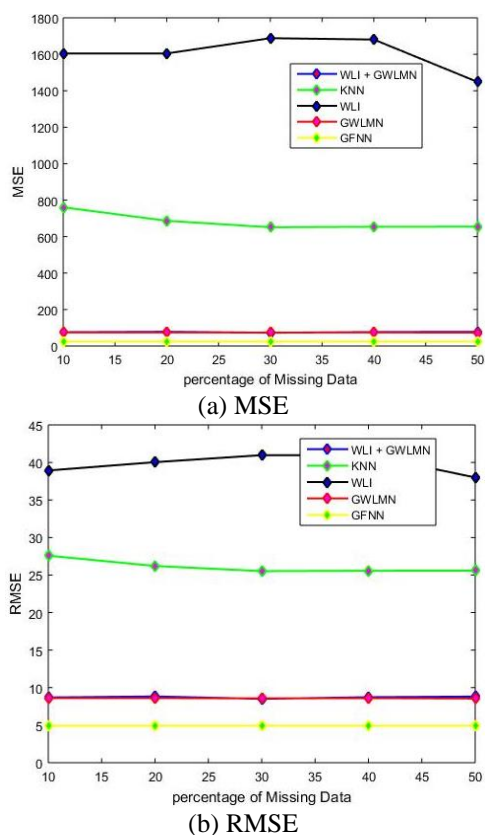 1800
1600
1400
1200
1000
800
600
400
200
0
MSE
WLI + GWLMN
KNN
WLI
GWLMN
GFNN
10 15 20 25 30 35 40 45 50
percentage of Missing Data
(a) MSE
45
40
35
30
25
20
15
10
5
0
RMSE
WLI + GWLMN
KNN
WLI
GWLMN
GFNN
10 15 20 25 30 35 40 45 50
percentage of Missing Data
(b) RMSE